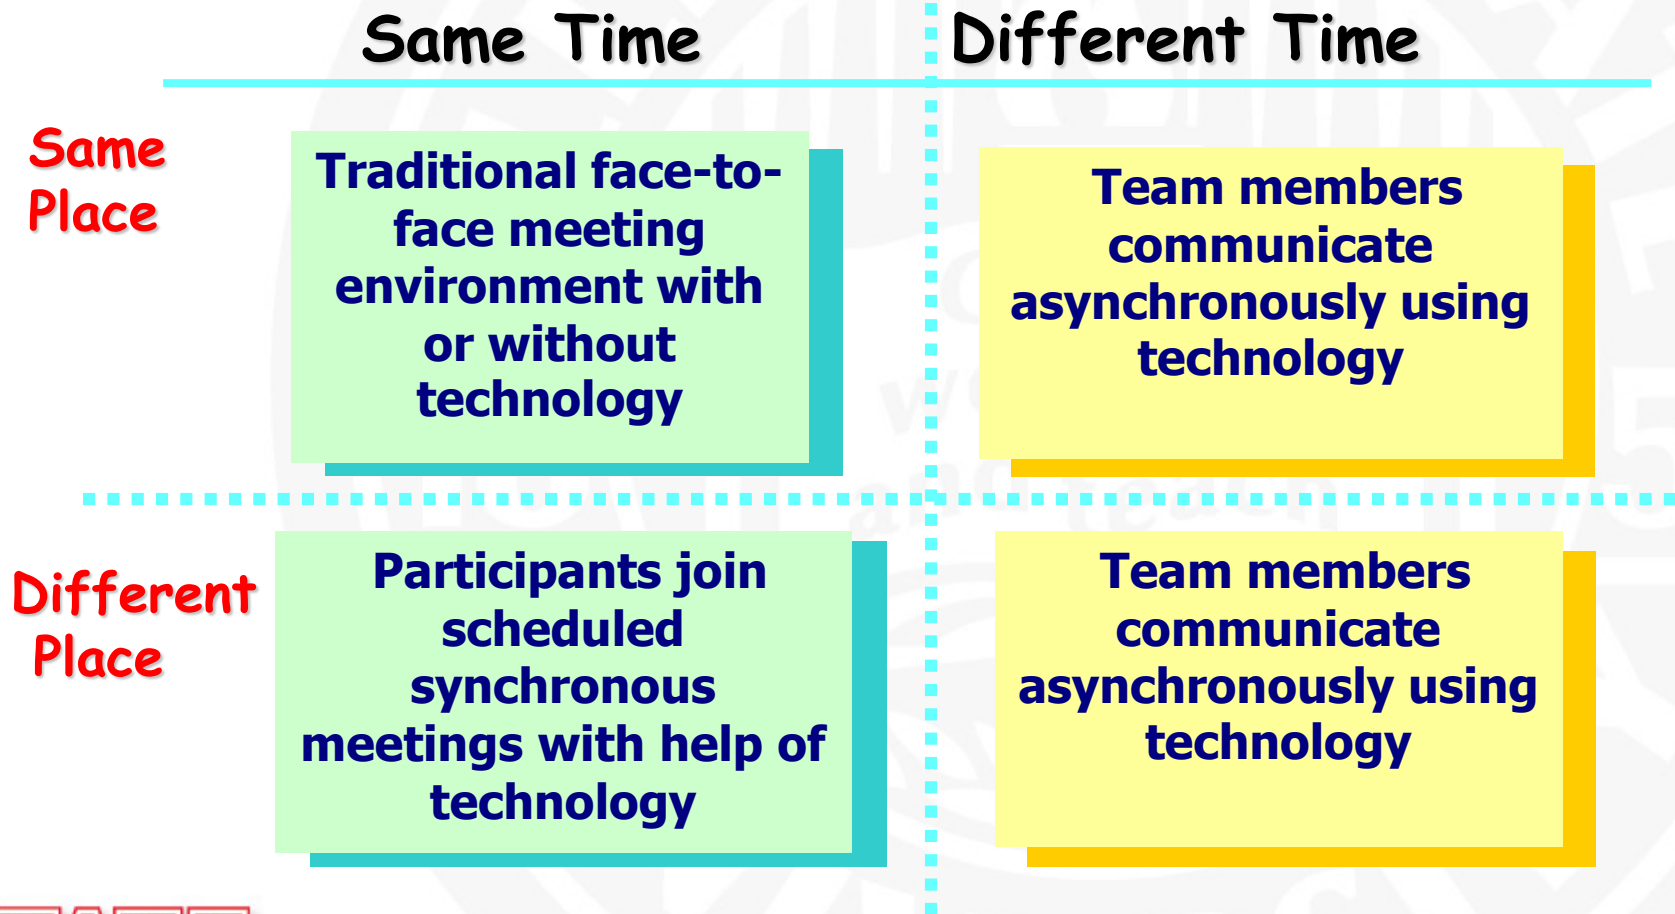 Same Time
Different Time
Same
Place
Traditional face-to-
face meeting
environment with
or without
technology
Team members
communicate
asynchronously using
technology
Different
Place
Participants join
scheduled
synchronous
meetings with help of
technology
Team members
communicate
asynchronously using
technology